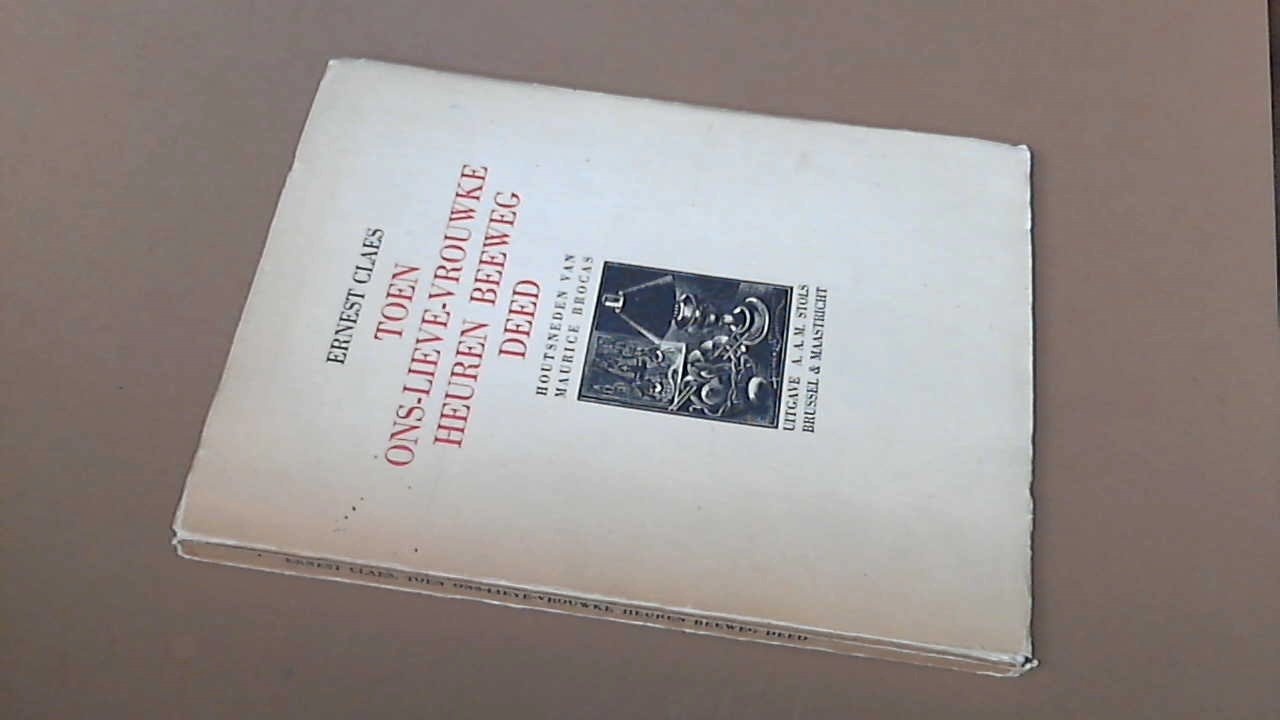 ERNEST CLAES
TOEN
ONS-LIEVE-VROUWKE
HEUREN BEEWEG
DEED
HOUTSNEDEN VAN
MAURICE BROCAS
UITGAVE A. A. M. STOLS
BRUSSEL & MAASTRICHT
ERNEST CLAES, TOEN ONS-LIEVE-VROUWKE HEUREN BEEWEG DEED